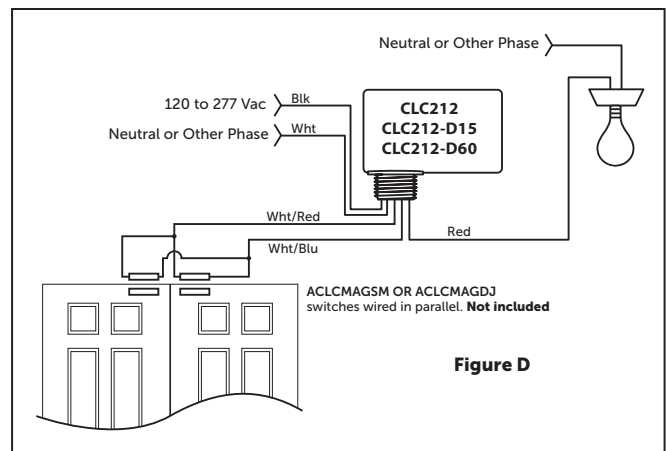 Neutral or Other Phase
120 to 277 Vac
Blk
Neutral or Other Phase
Wht
CLC212
CLC212-D15
CLC212-D60
Wht/Red
Wht/Blu
Red
ACLCMAGSM OR ACLCMAGDJ
switches wired in parallel. Not included
Figure D